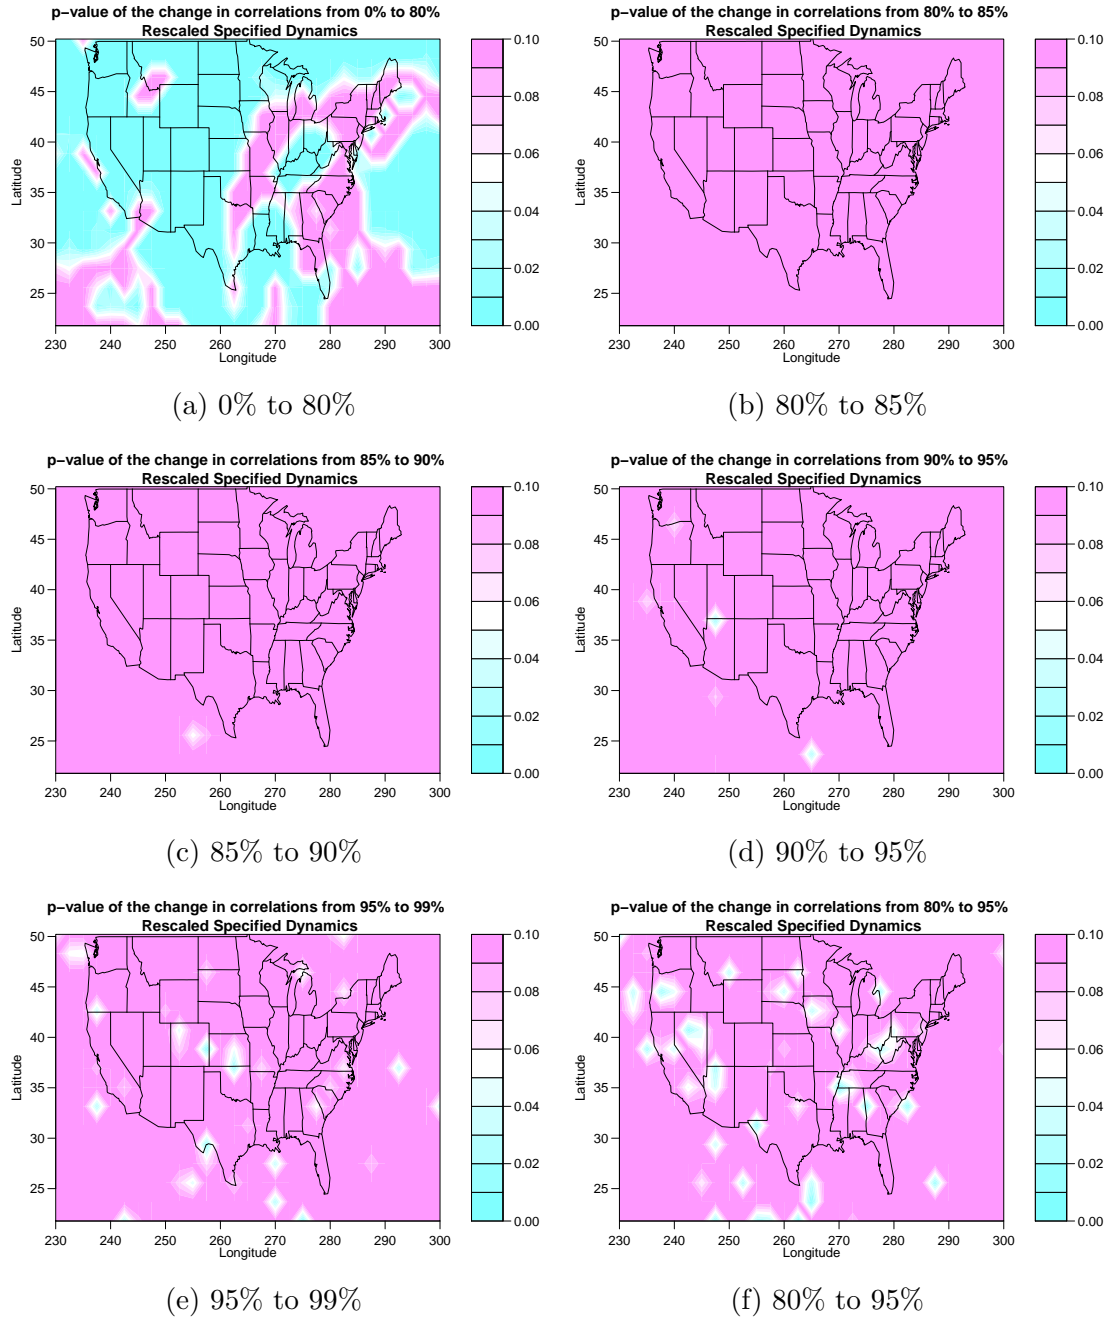 p−value of the change in correlations from 0% to 80%
Rescaled Specified Dynamics
50
45
40
35
30
25
Latitude
230 240 250 260 270 280 290 300
Longitude
0.10
0.08
0.06
0.04
0.02
0.00
(a) 0% to 80%
p−value of the change in correlations from 80% to 85%
Rescaled Specified Dynamics
50
45
40
35
30
25
Latitude
230 240 250 260 270 280 290 300
Longitude
0.10
0.08
0.06
0.04
0.02
0.00
(b) 80% to 85%
p−value of the change in correlations from 85% to 90%
Rescaled Specified Dynamics
50
45
40
35
30
25
Latitude
230 240 250 260 270 280 290 300
Longitude
0.10
0.08
0.06
0.04
0.02
0.00
(c) 85% to 90%
p−value of the change in correlations from 90% to 95%
Rescaled Specified Dynamics
50
45
40
35
30
25
Latitude
230 240 250 260 270 280 290 300
Longitude
0.10
0.08
0.06
0.04
0.02
0.00
(d) 90% to 95%
p−value of the change in correlations from 95% to 99%
Rescaled Specified Dynamics
50
45
40
35
30
25
Latitude
230 240 250 260 270 280 290 300
Longitude
0.10
0.08
0.06
0.04
0.02
0.00
(e) 95% to 99%
p−value of the change in correlations from 80% to 95%
Rescaled Specified Dynamics
50
45
40
35
30
25
Latitude
230 240 250 260 270 280 290 300
Longitude
0.10
0.08
0.06
0.04
0.02
0.00
(f) 80% to 95%